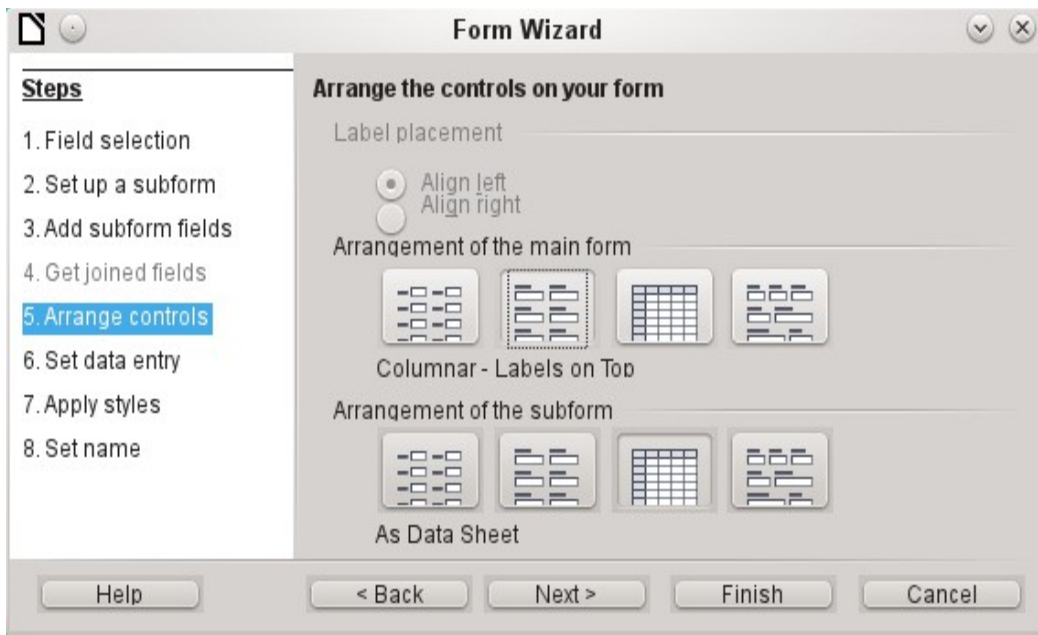 Form Wizard
Steps
1. Field selection
2. Set up a subform
3. Add subform fields
4. Get joined fields
5. Arrange controls
6. Set data entry
7. Apply styles
8. Set name
Arrange the controls on your form
Label placement
Align left
Align right
Arrangement of the main form
Columnar - Labels on Top
Arrangement of the subform
As Data Sheet
Help
< Back
Next >
Finish
Cancel